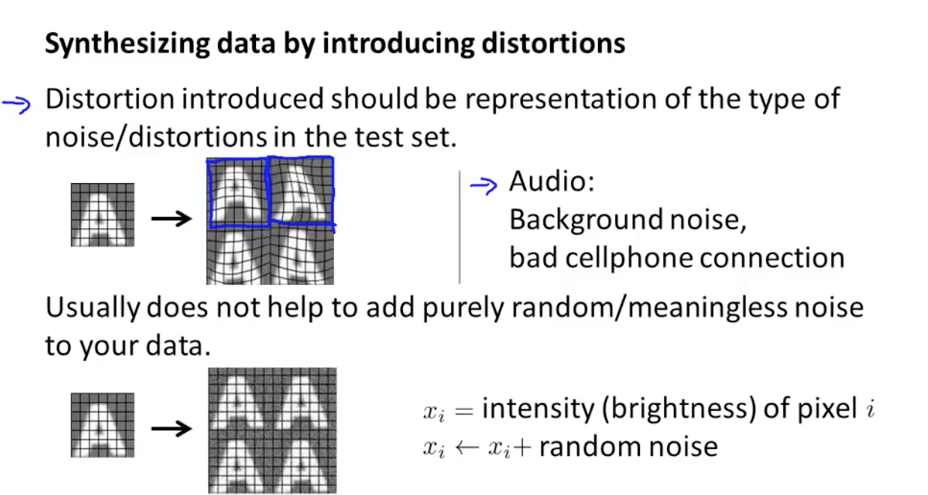 Synthesizing data by introducing distortions
Distortion introduced should be representation of the type of
noise/distortions in the test set.
A
A A
A A
Audio:
Background noise,
bad cellphone connection
Usually does not help to add purely random/meaningless noise
to your data.
A
A A
A A
x_i = intensity (brightness) of pixel i
x_i ← x_i + random noise